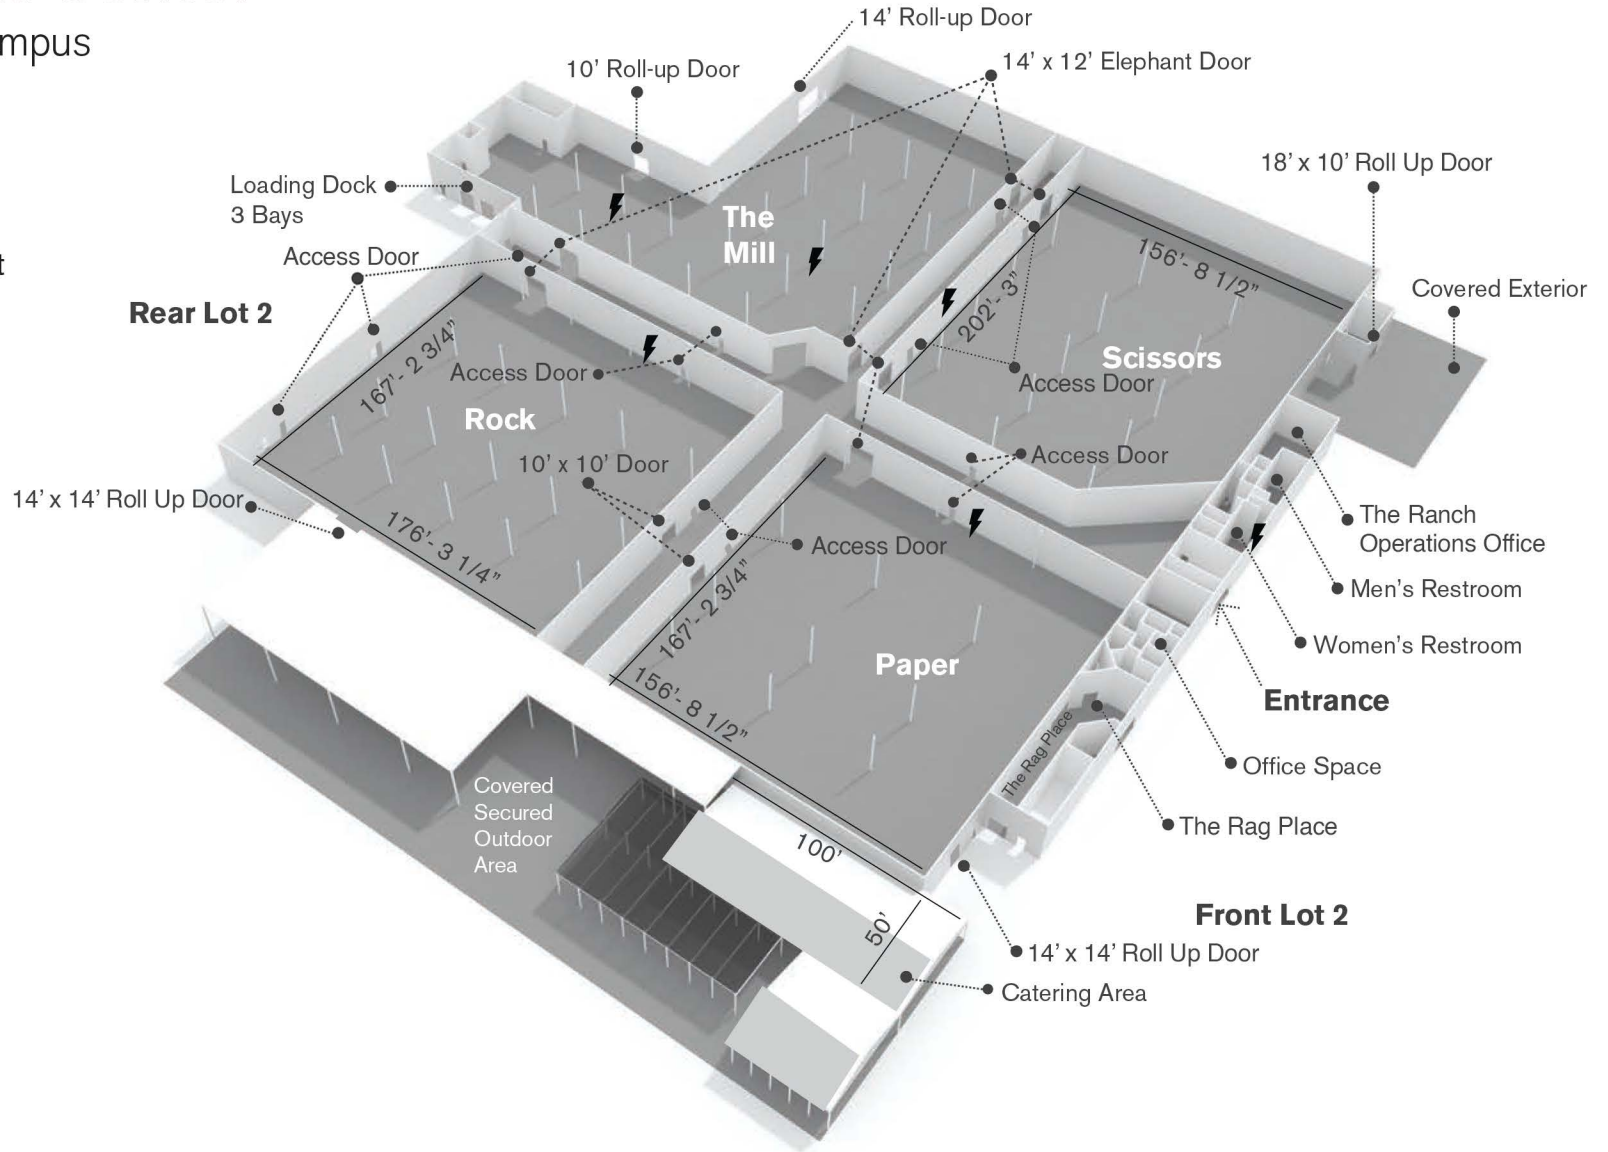 mpus
t
14’ Roll-up Door
10’ Roll-up Door
14’ x 12’ Elephant Door
18’ x 10’ Roll Up Door
Loading Dock
3 Bays
Access Door
Rear Lot 2
The
Mill
156’- 8 1/2”
202’- 3”
Covered Exterior
167’- 2 3/4”
Access Door
Scissors
Access Door
Rock
10’ x 10’ Door
Access Door
14’ x 14’ Roll Up Door
176’- 3 1/4”
Access Door
The Ranch
Operations Office
Men’s Restroom
Women’s Restroom
167’- 2 3/4”
Paper
156’- 8 1/2”
Entrance
The Rag Place
Office Space
Covered
Secured
Outdoor
Area
The Rag Place
100’
50’
Front Lot 2
14’ x 14’ Roll Up Door
Catering Area